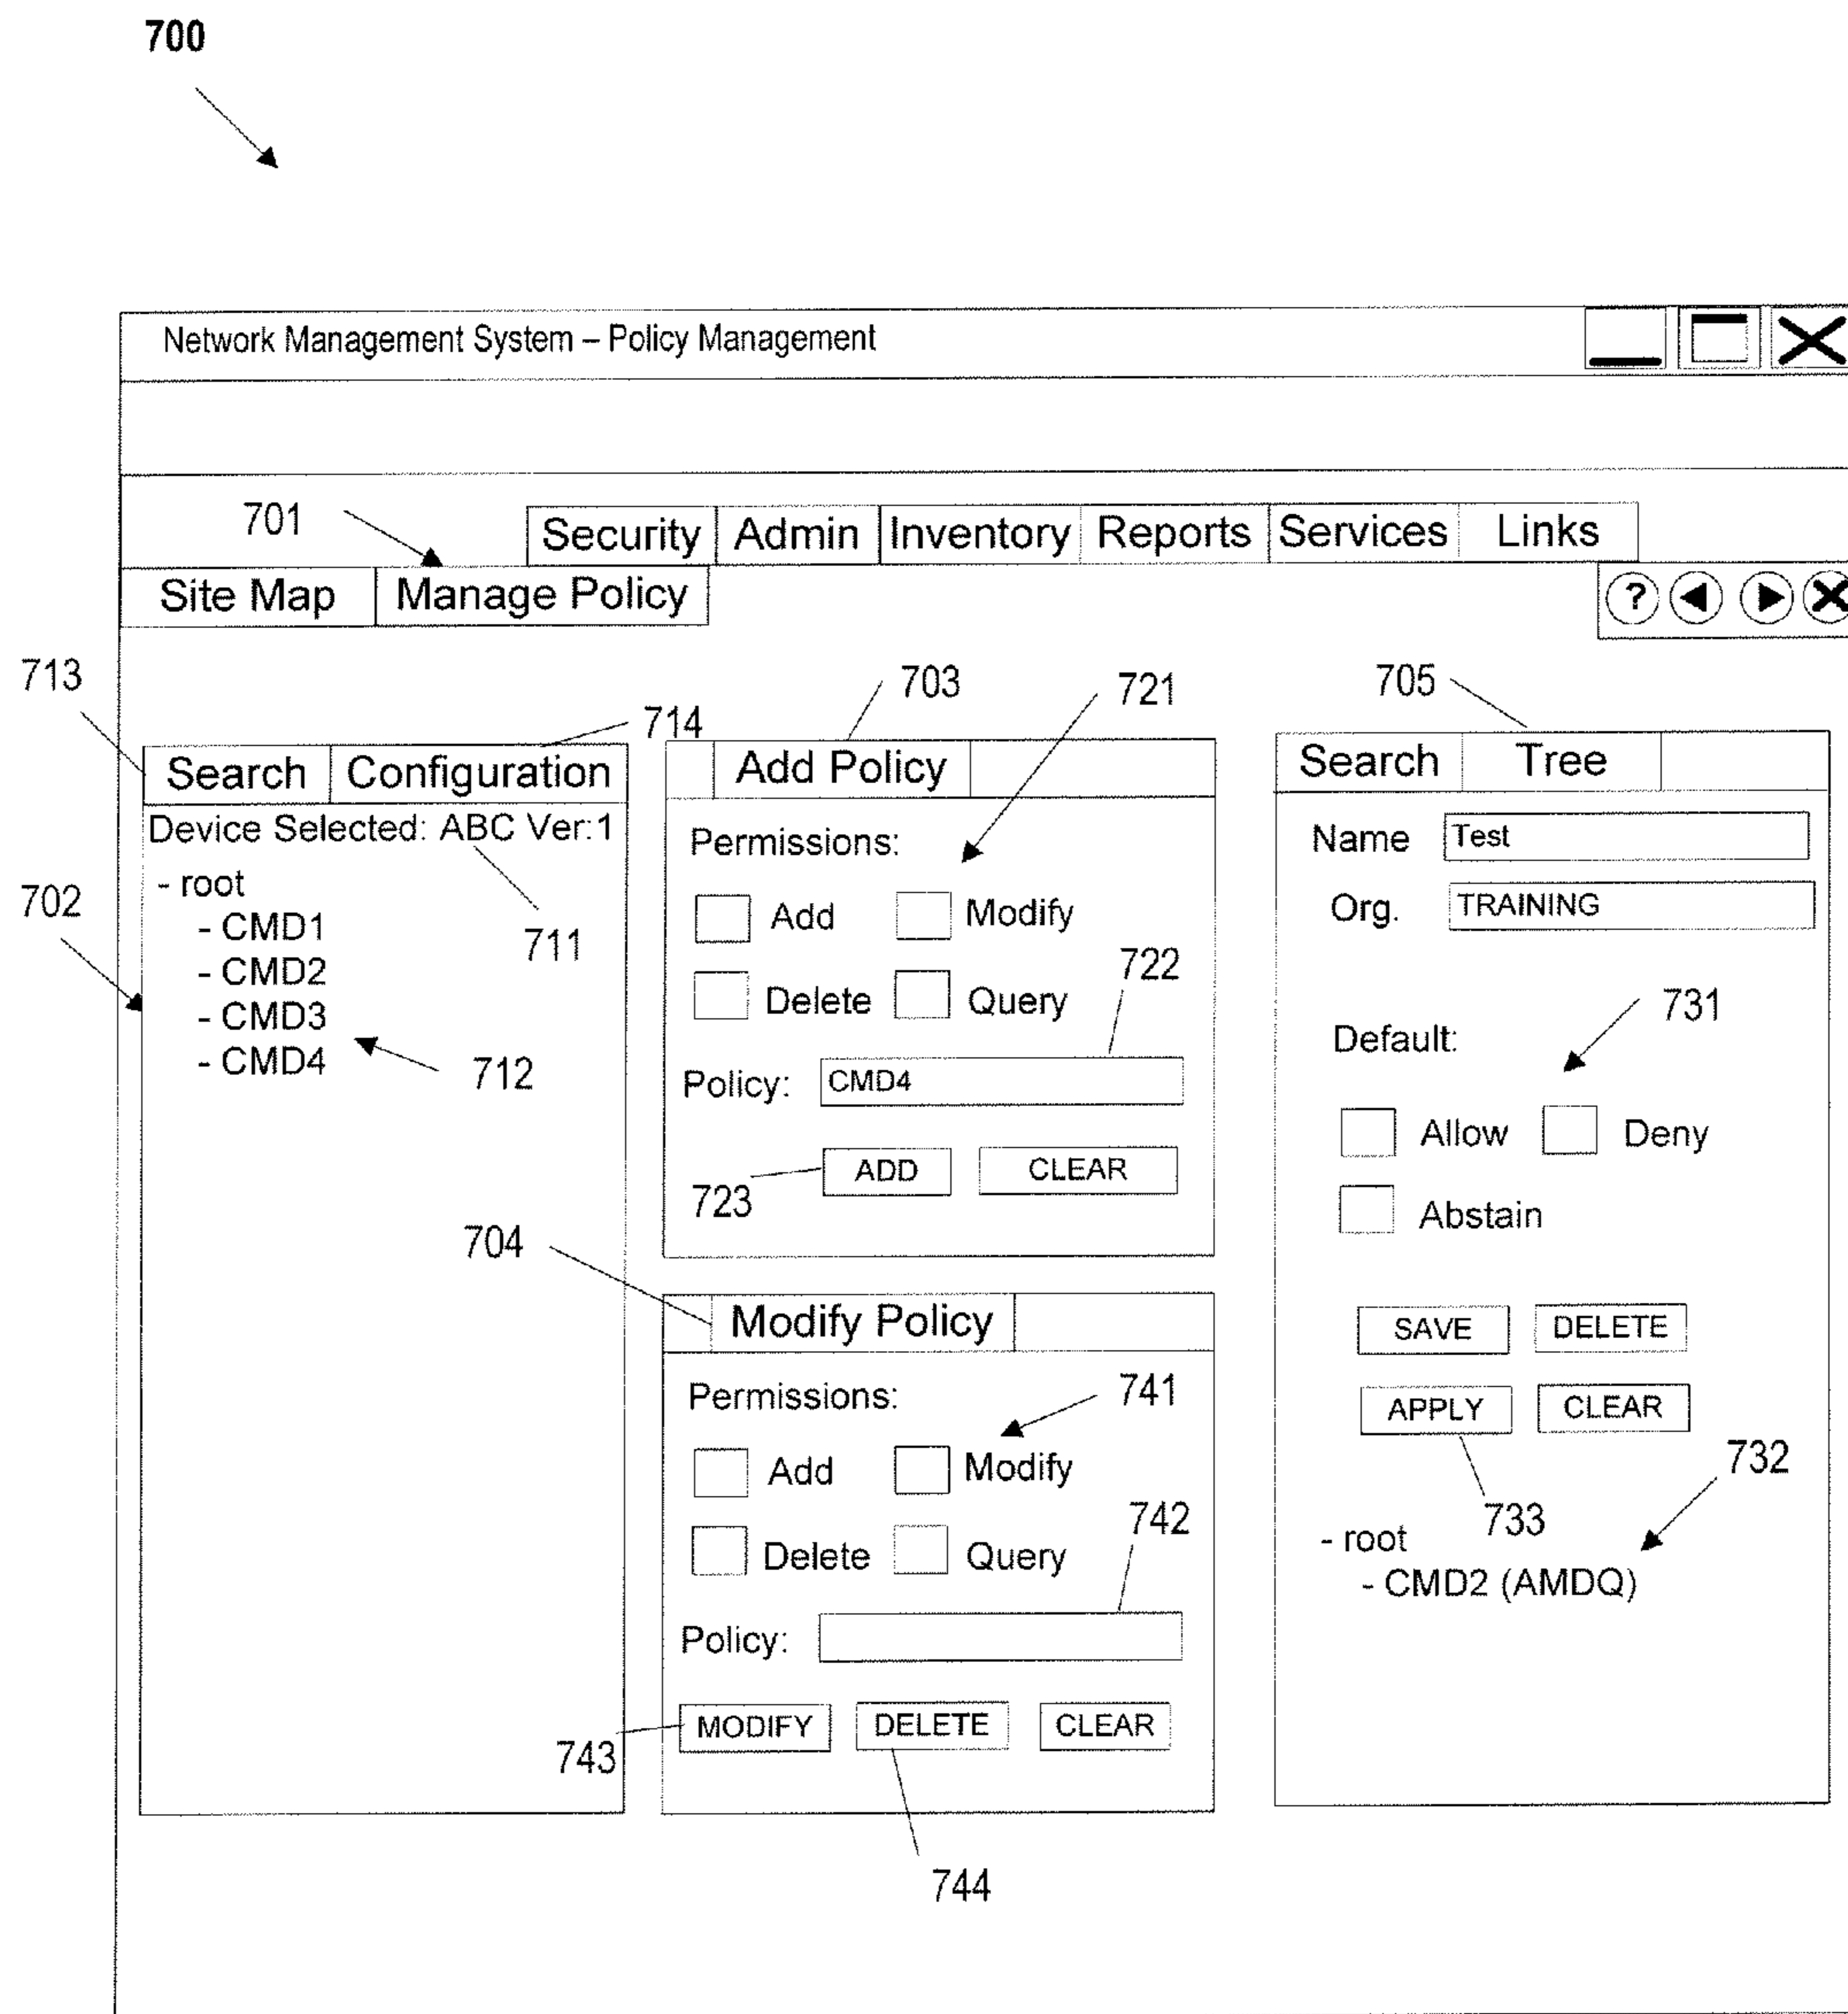 700
Network Management System – Policy Management
701
Security Admin Inventory Reports Services Links
Site Map Manage Policy ?
713
714
703
721
705
Search Configuration
Device Selected: ABC Ver:1
702
- root
- CMD1
- CMD2
- CMD3
- CMD4
711
712
Add Policy
Permissions:
Add Modify
722
Delete Query
Policy: CMD4
ADD CLEAR
723
704
Modify Policy
Permissions:
741
Add Modify
742
Delete Query
Policy:
MODIFY DELETE CLEAR
743
744
Search Tree
Name Test
Org. TRAINING
731
Default:
Allow Deny
Abstain
SAVE DELETE
APPLY CLEAR
732
733
- root
- CMD2 (AMDQ)